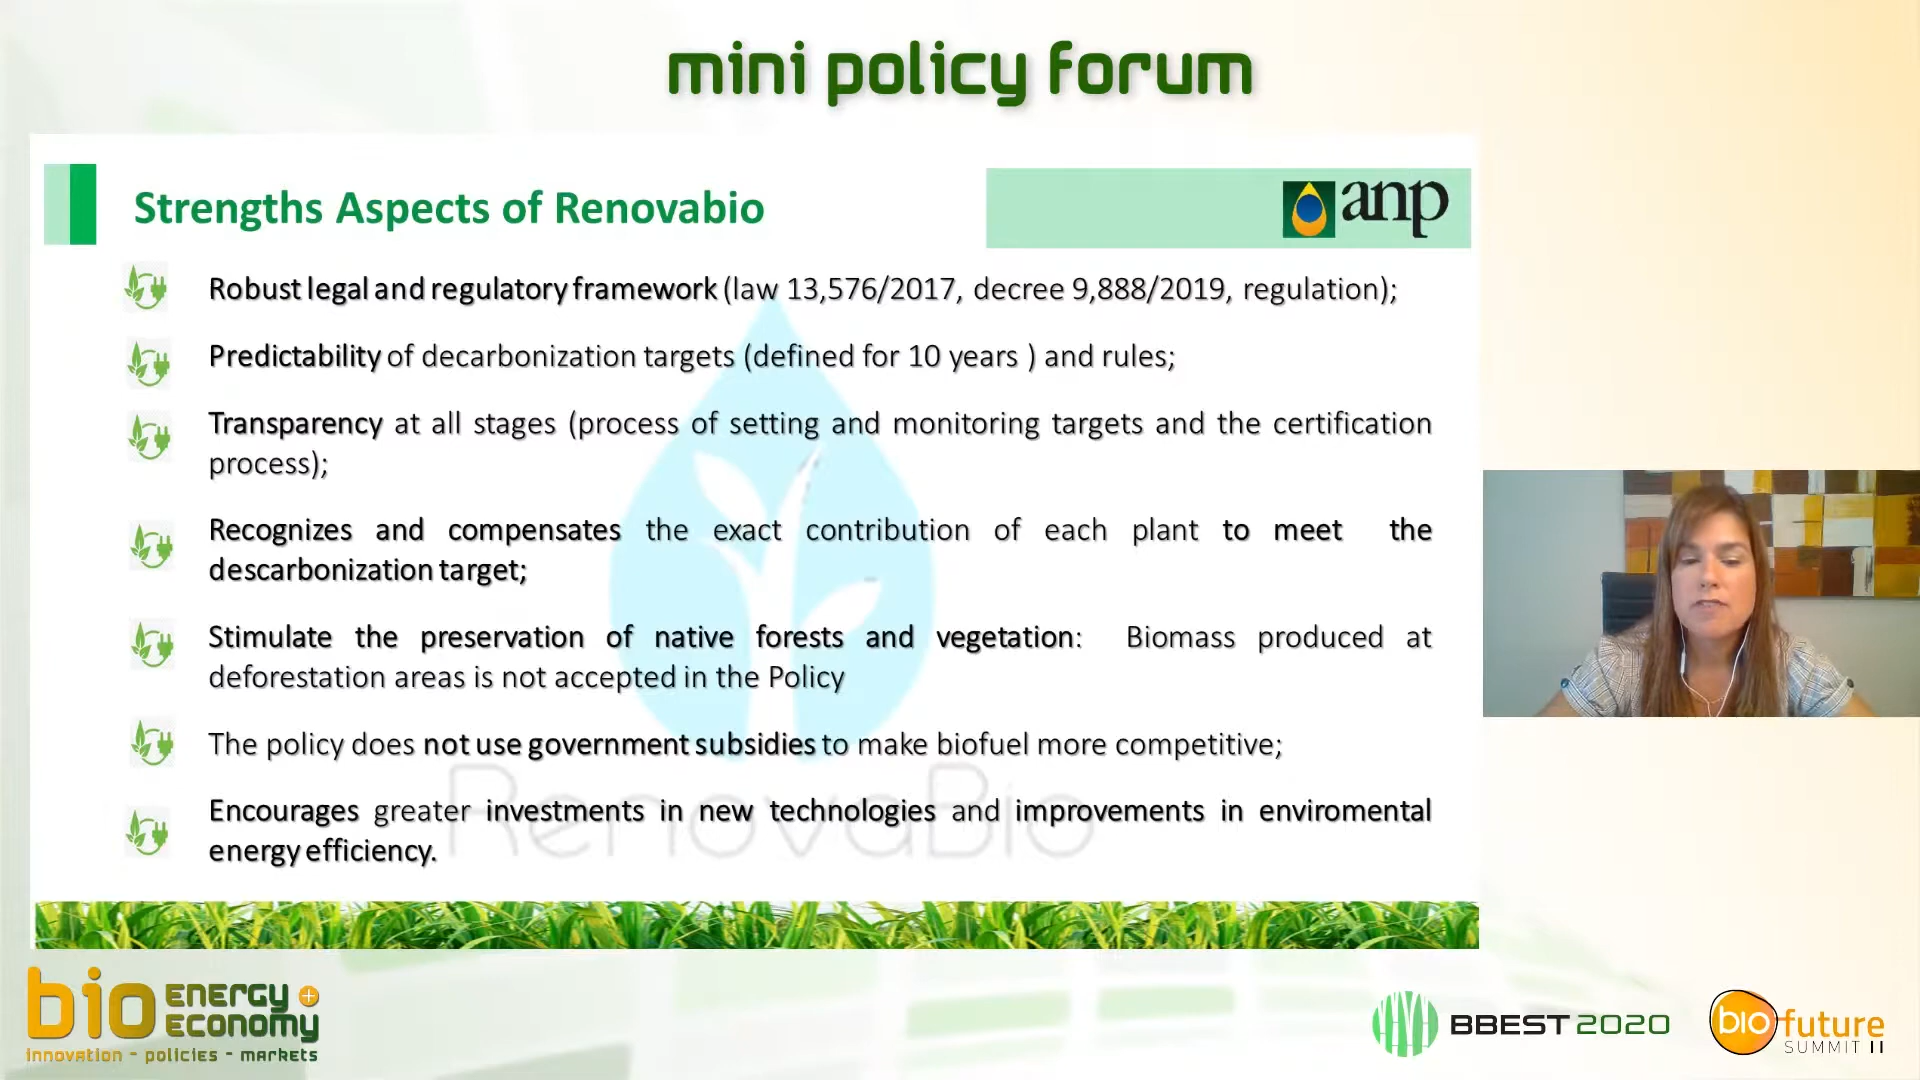 mini policy forum
Strengths Aspects of Renovabio
anp
Robust legal and regulatory framework (law 13,576/2017, decree 9,888/2019, regulation);
Predictability of decarbonization targets (defined for 10 years ) and rules;
Transparency at all stages (process of setting and monitoring targets and the certification
process);
Recognizes and compensates the exact contribution of each plant to meet the
descarbonization target;
Stimulate the preservation of native forests and vegetation: Biomass produced at
deforestation areas is not accepted in the Policy
The policy does not use government subsidies to make biofuel more competitive;
Encourages greater investments in new technologies and improvements in enviromental
energy efficiency.
RenovaBio
bio ENERGY +
ECONOMY
innovation - policies - markets
BBEST 2020
biofuture
SUMMIT II